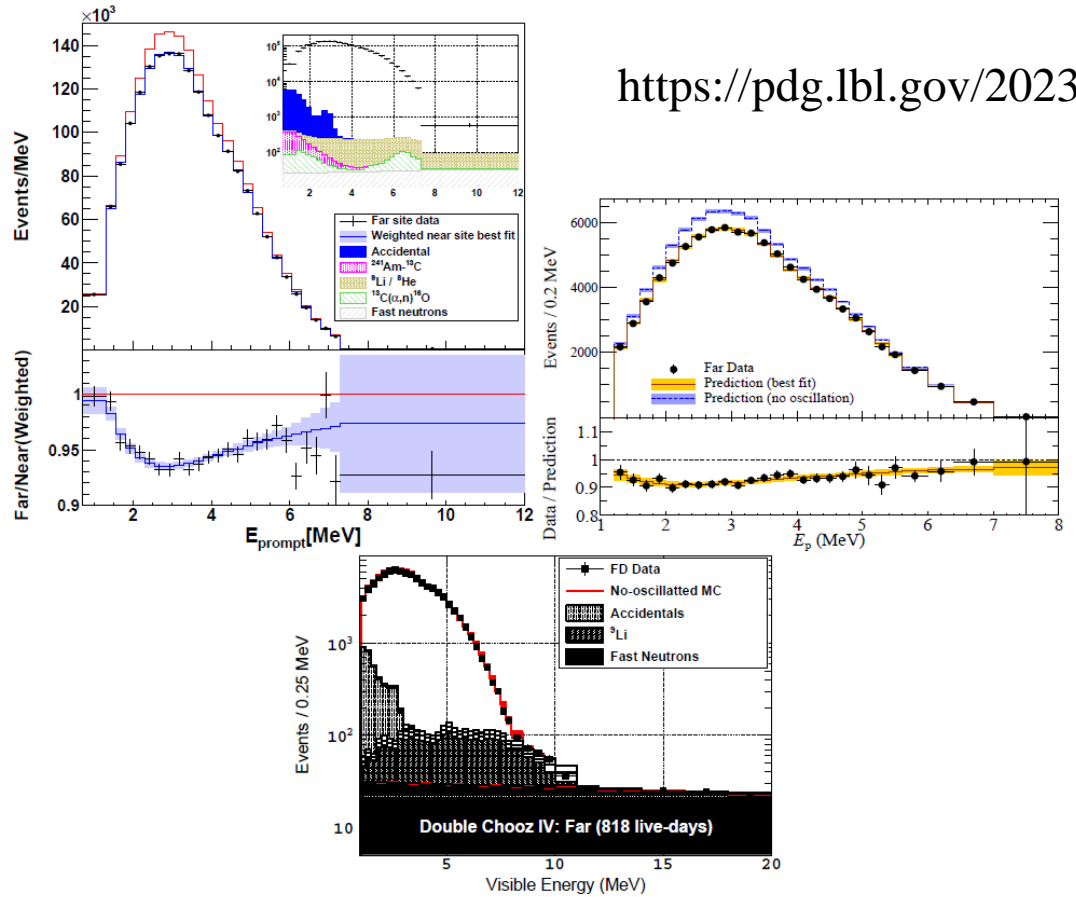 ×10³
140
120
100
80
60
40
20
Events/MeV
10⁵
10⁴
10³
10²
2 4 6 8 10 12
Far site data
Weighted near site best fit
Accidental
²⁴¹Am-¹³C
⁹Li / ⁸He
¹³C(α,n)¹⁶O
Fast neutrons
1
0.95
0.9
Far/Near(Weighted)
2 4 6 8 10 12
E_prompt[MeV]
https://pdg.lbl.gov/2023
6000
4000
2000
Events / 0.2 MeV
Far Data
Prediction (best fit)
Prediction (no oscillation)
1.1
1
0.9
0.8
Data / Prediction
1 2 3 4 5 6 7 8
E_p (MeV)
10³
10²
10
Events / 0.25 MeV
FD Data
No-oscillatted MC
Accidentals
⁹Li
Fast Neutrons
Double Chooz IV: Far (818 live-days)
5 10 15 20
Visible Energy (MeV)